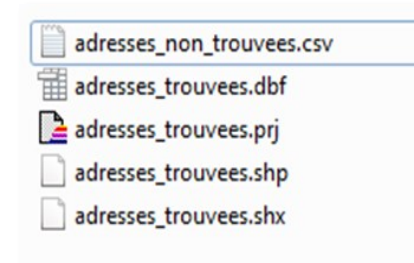 adresses_non_trouvees.csv
adresses_trouvees.dbf
adresses_trouvees.prj
adresses_trouvees.shp
adresses_trouvees.shx